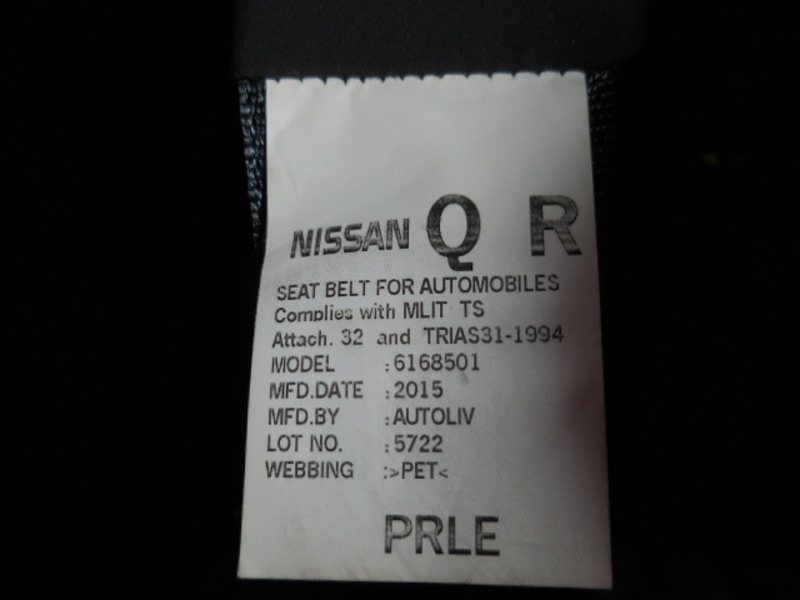 NISSAN Q R
SEAT BELT FOR AUTOMOBILES
Complies with MLIT TS
Attach. 32 and TRIAS31-1994
MODEL :6168501
MFD.DATE :2015
MFD.BY :AUTOLIV
LOT NO. :5722
WEBBING :>PET<
PRLE